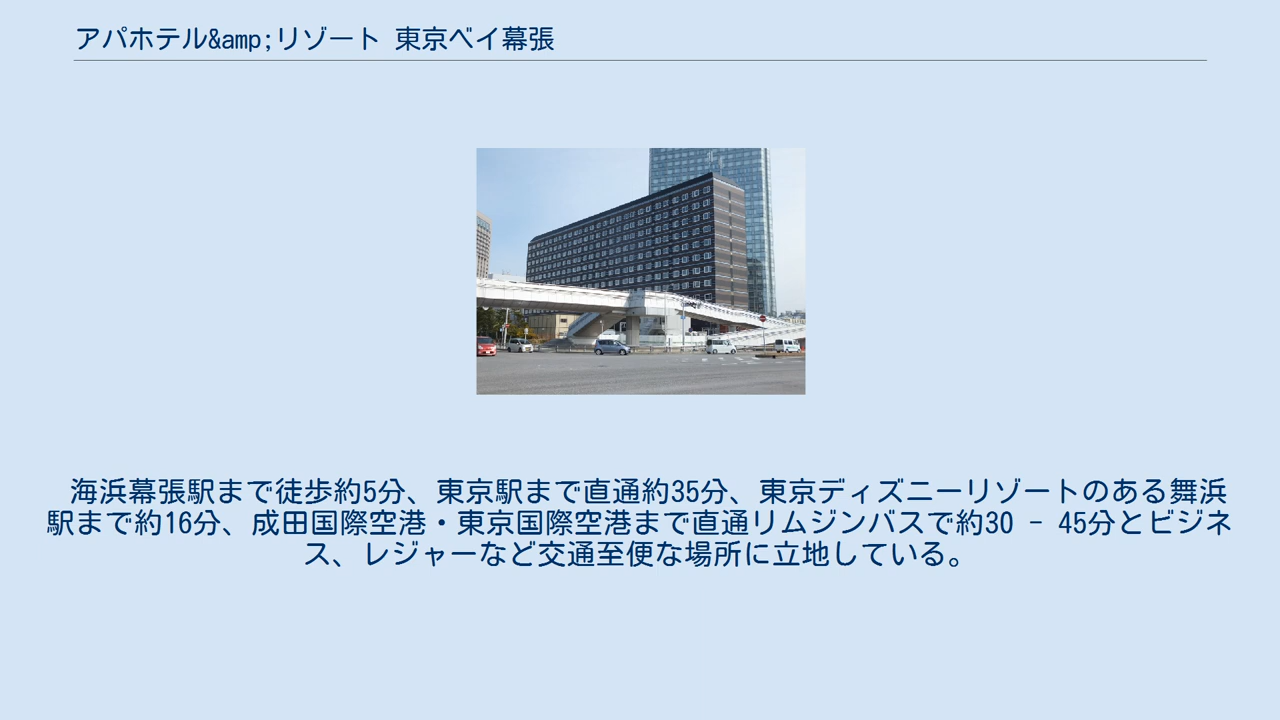 アパホテル&amp;リゾート 東京ベイ幕張
海浜幕張駅まで徒歩約5分、東京駅まで直通約35分、東京ディズニーリゾートのある舞浜
駅まで約16分、成田国際空港・東京国際空港まで直通リムジンバスで約30 - 45分とビジネ
ス、レジャーなど交通至便な場所に立地している。